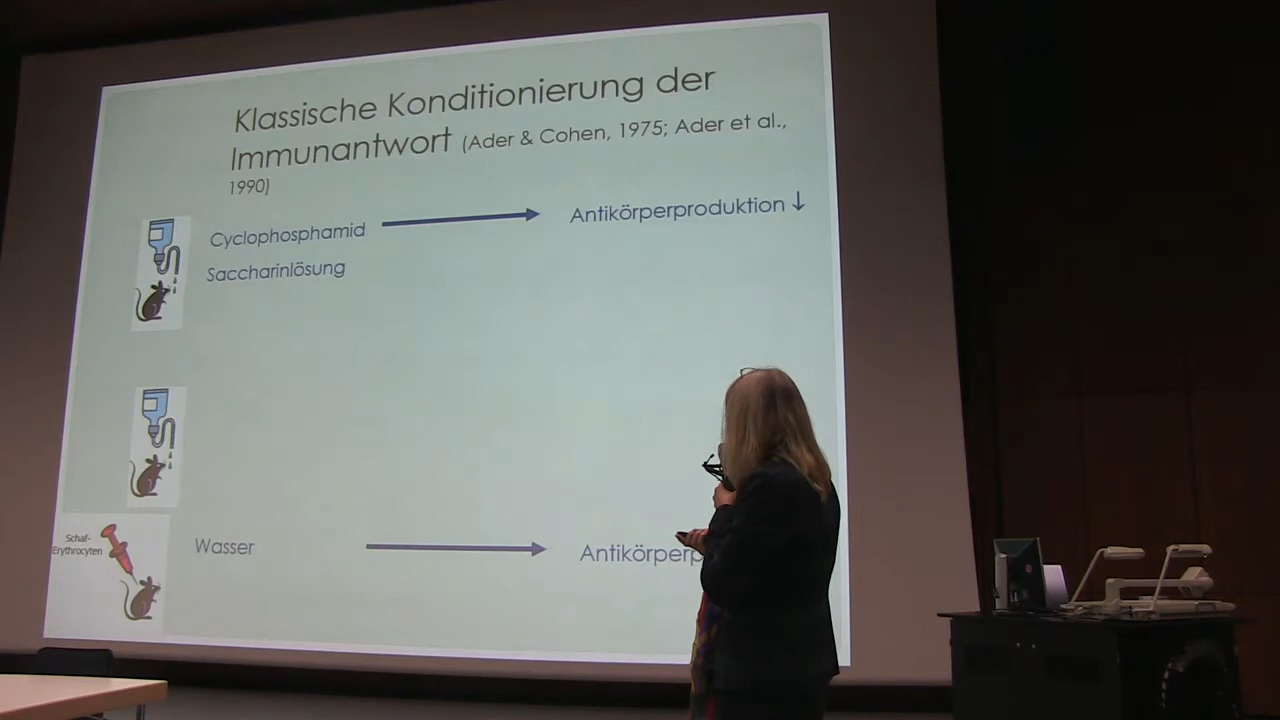 Klassische Konditionierung der
Immunantwort (Ader & Cohen, 1975; Ader et al.,
1990)
Cyclophosphamid
Antikörperproduktion ↓
Saccharinlösung
Schaf-
Erythrocyten
Wasser
Antikörperp